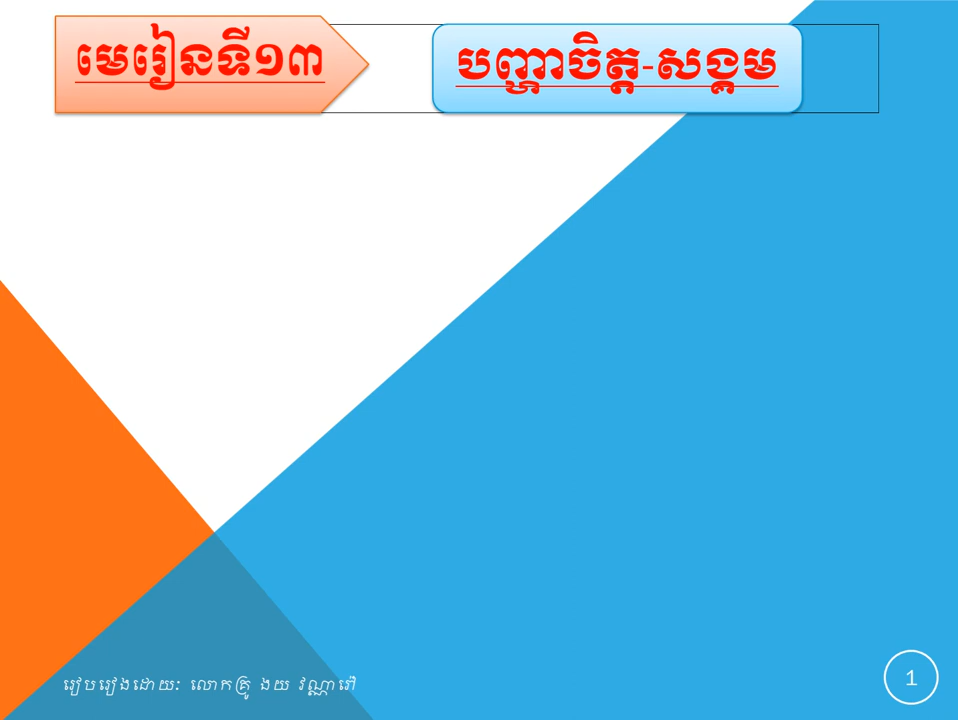 មេរៀនទី១៣
បញ្ហាចិត្ត-សង្គម
រៀបរៀងដោយ: លោកគ្រូ ងយ វណ្ណារៅ
1